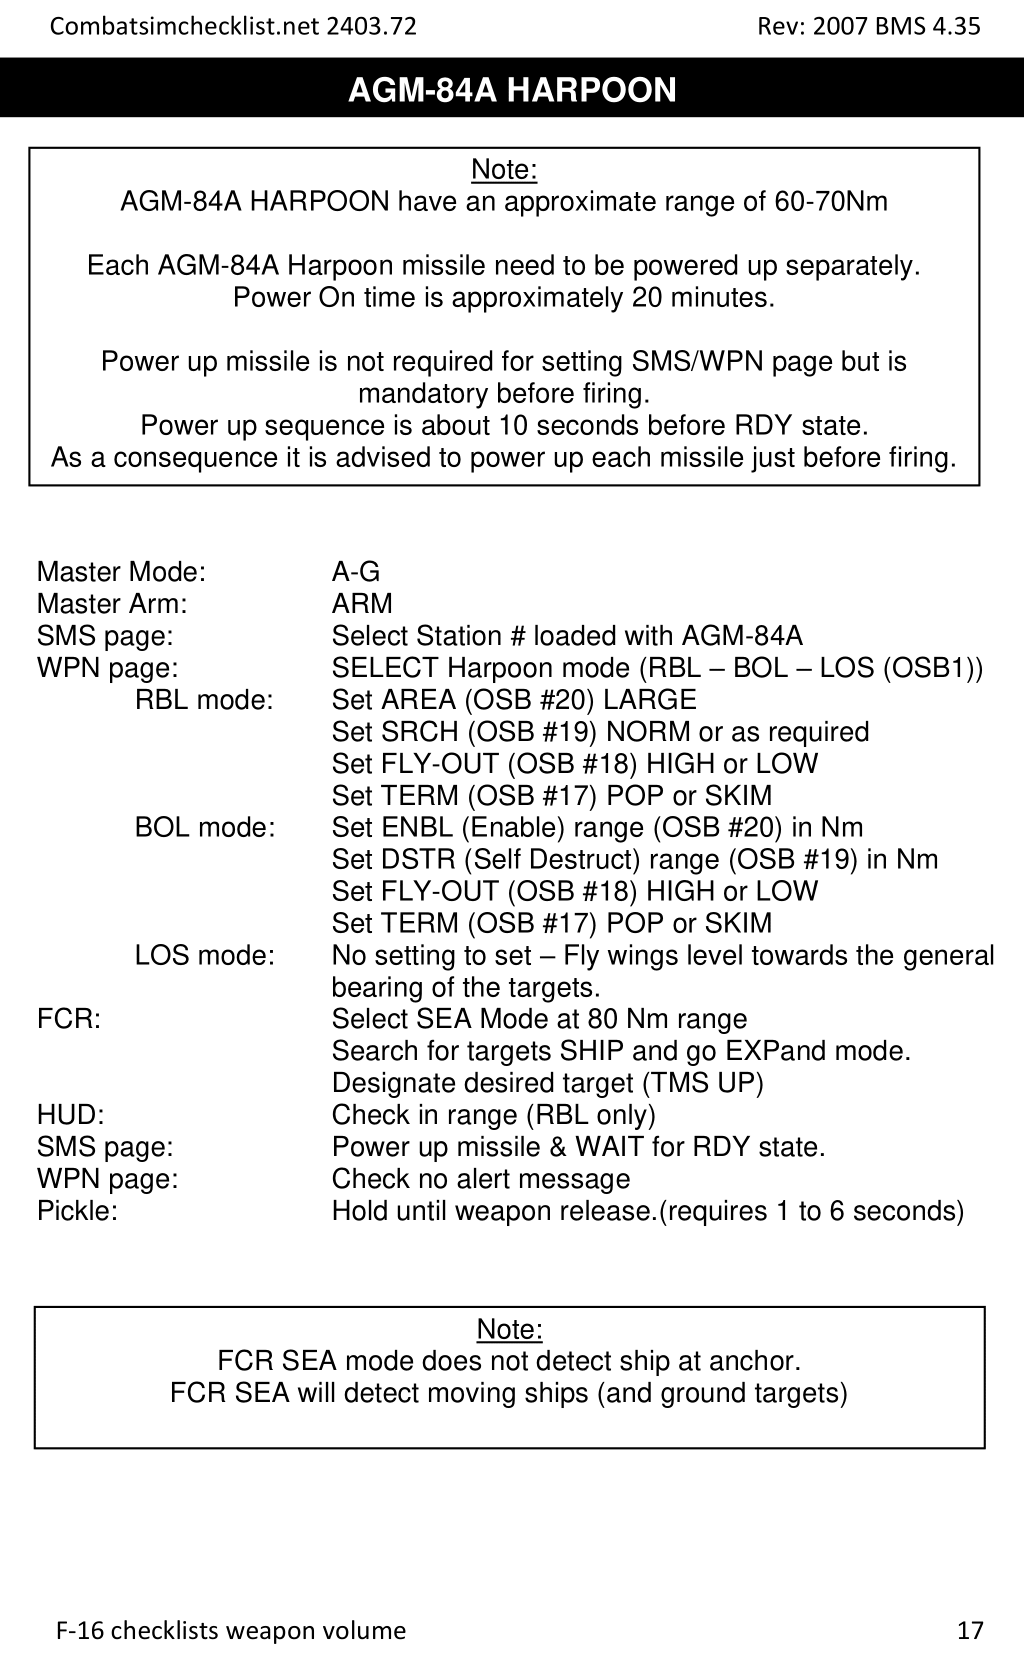 Combatsimchecklist.net 2403.72 Rev: 2007 BMS 4.35
AGM-84A HARPOON
Note:
AGM-84A HARPOON have an approximate range of 60-70Nm
Each AGM-84A Harpoon missile need to be powered up separately.
Power On time is approximately 20 minutes.
Power up missile is not required for setting SMS/WPN page but is
mandatory before firing.
Power up sequence is about 10 seconds before RDY state.
As a consequence it is advised to power up each missile just before firing.
Master Mode: A-G
Master Arm: ARM
SMS page: Select Station # loaded with AGM-84A
WPN page: SELECT Harpoon mode (RBL – BOL – LOS (OSB1))
RBL mode: Set AREA (OSB #20) LARGE
Set SRCH (OSB #19) NORM or as required
Set FLY-OUT (OSB #18) HIGH or LOW
Set TERM (OSB #17) POP or SKIM
BOL mode: Set ENBL (Enable) range (OSB #20) in Nm
Set DSTR (Self Destruct) range (OSB #19) in Nm
Set FLY-OUT (OSB #18) HIGH or LOW
Set TERM (OSB #17) POP or SKIM
LOS mode: No setting to set – Fly wings level towards the general
bearing of the targets.
FCR: Select SEA Mode at 80 Nm range
Search for targets SHIP and go EXPand mode.
Designate desired target (TMS UP)
HUD: Check in range (RBL only)
SMS page: Power up missile & WAIT for RDY state.
WPN page: Check no alert message
Pickle: Hold until weapon release.(requires 1 to 6 seconds)
Note:
FCR SEA mode does not detect ship at anchor.
FCR SEA will detect moving ships (and ground targets)
F-16 checklists weapon volume 17